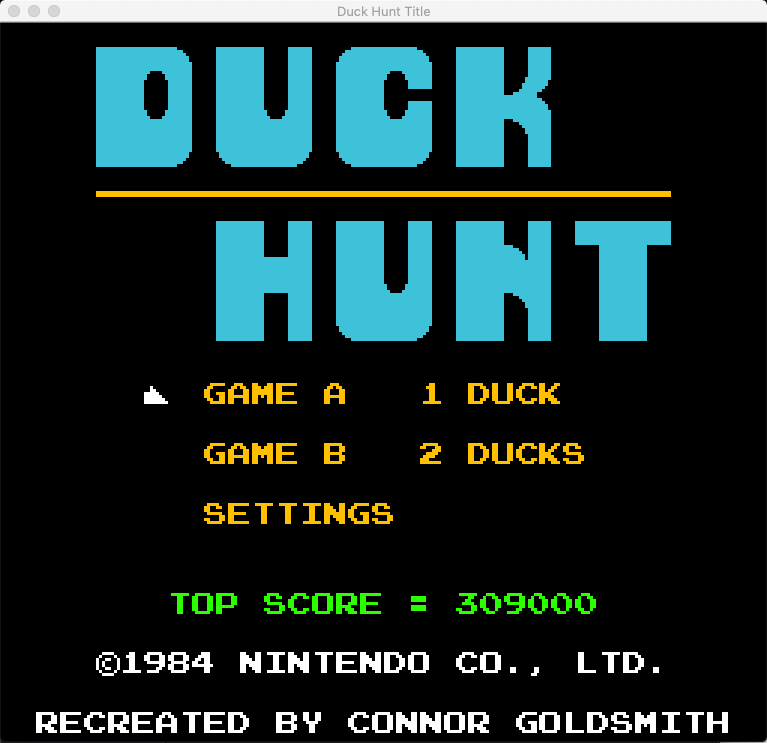 Duck Hunt Title
DUCK
HUNT
GAME A 1 DUCK
GAME B 2 DUCKS
SETTINGS
TOP SCORE = 309000
©1984 NINTENDO CO., LTD.
RECREATED BY CONNOR GOLDSMITH